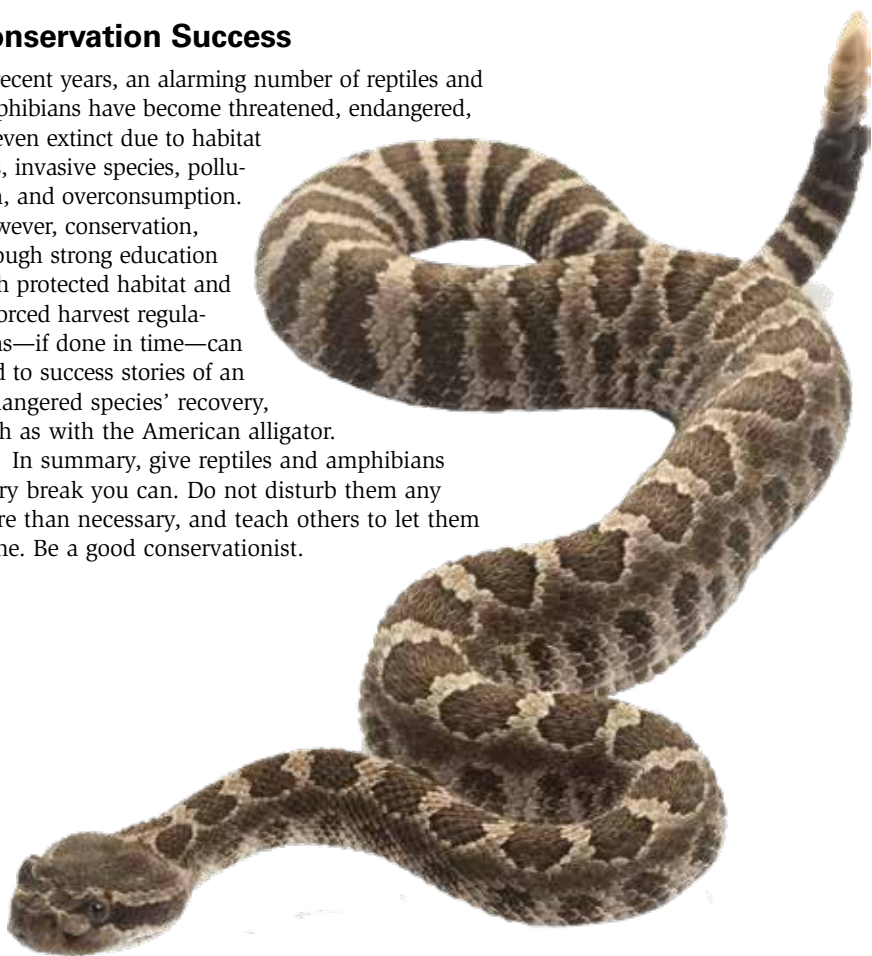 onservation Success
recent years, an alarming number of reptiles and
phibians have become threatened, endangered,
even extinct due to habitat
s, invasive species, pollu-
n, and overconsumption.
wever, conservation,
ough strong education
h protected habitat and
orced harvest regula-
ns—if done in time—can
d to success stories of an
dangered species’ recovery,
h as with the American alligator.
In summary, give reptiles and amphibians
ry break you can. Do not disturb them any
re than necessary, and teach others to let them
ne. Be a good conservationist.